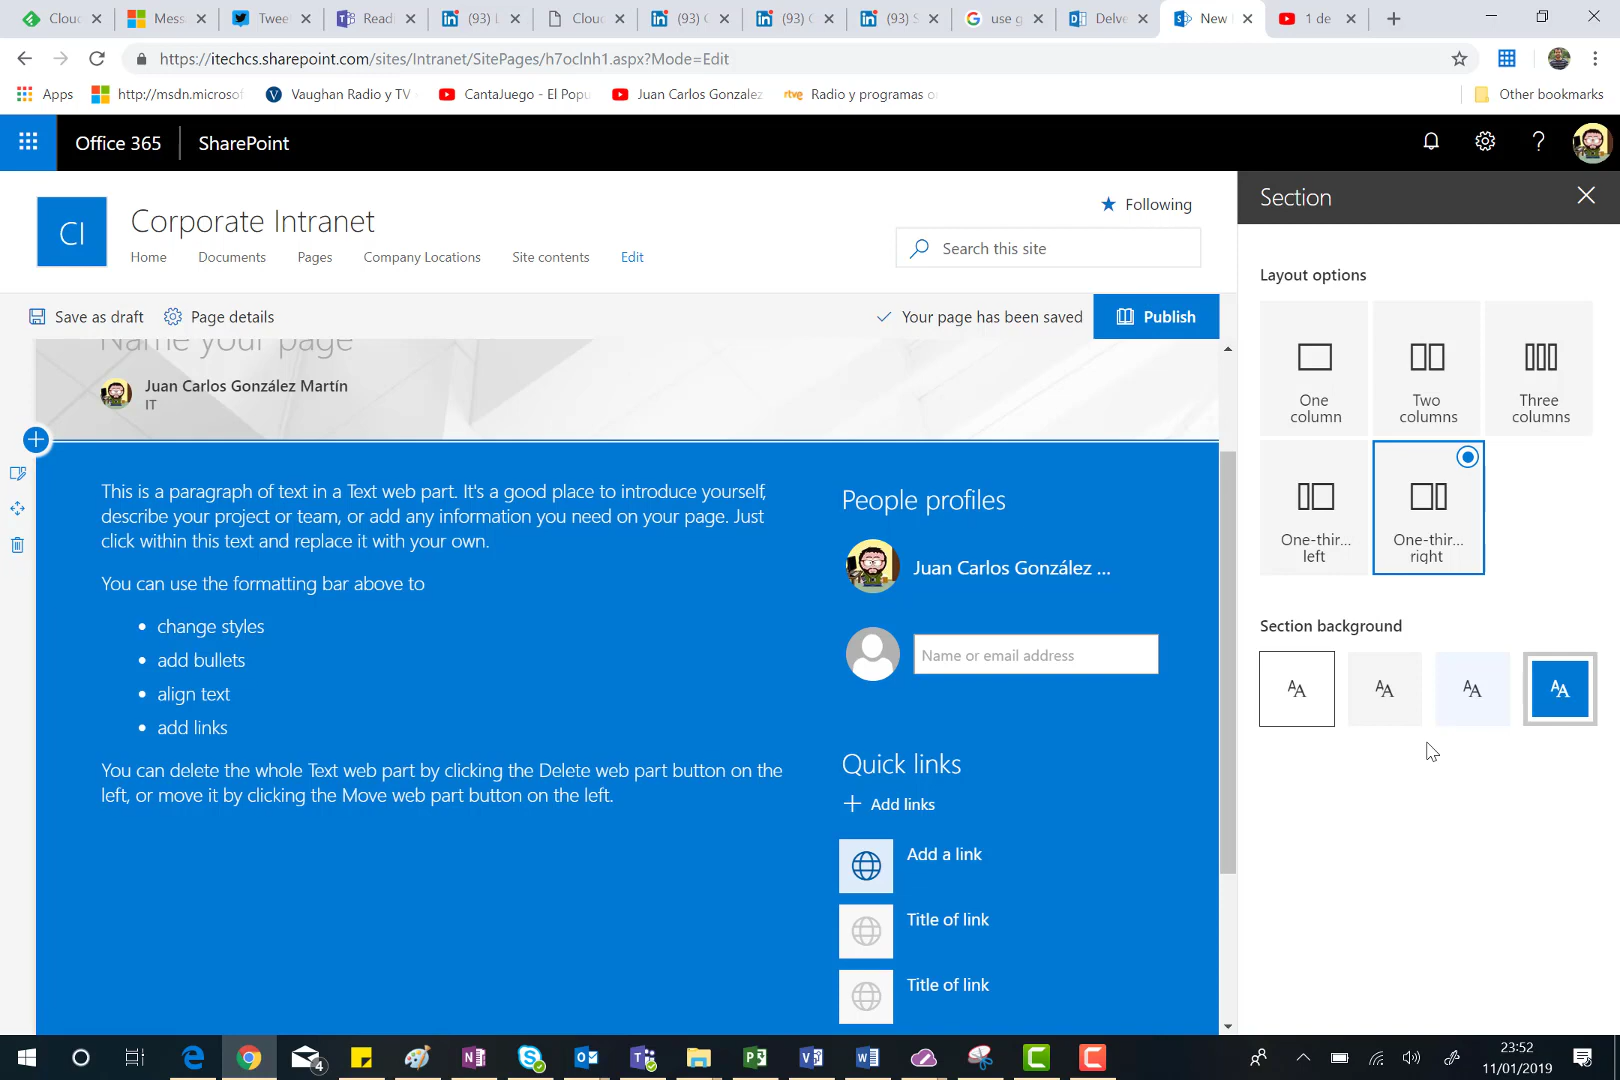 Cloud
Mess
Twee
Readi
(93) L
Clouc
(93) C
(93) C
(93) S
use g
Delve
New
1 de
https://itechcs.sharepoint.com/sites/Intranet/SitePages/h7oclnh1.aspx?Mode=Edit
Apps
http://msdn.microsof
Vaughan Radio y TV
CantaJuego - El Popu
Juan Carlos Gonzalez
rtve Radio y programas o
Other bookmarks
Office 365
SharePoint
Section
CI
Corporate Intranet
Following
Home
Documents
Pages
Company Locations
Site contents
Edit
Search this site
Layout options
Save as draft
Page details
Your page has been saved
Publish
One column
Two columns
Three columns
One-thir... left
One-thir... right
Name your page
Juan Carlos González Martín
IT
This is a paragraph of text in a Text web part. It's a good place to introduce yourself,
describe your project or team, or add any information you need on your page. Just
click within this text and replace it with your own.
You can use the formatting bar above to
• change styles
• add bullets
• align text
• add links
You can delete the whole Text web part by clicking the Delete web part button on the
left, or move it by clicking the Move web part button on the left.
People profiles
Juan Carlos González ...
Name or email address
Quick links
Add links
Add a link
Title of link
Title of link
Section background
AA
AA
AA
AA
4
23:52
11/01/2019